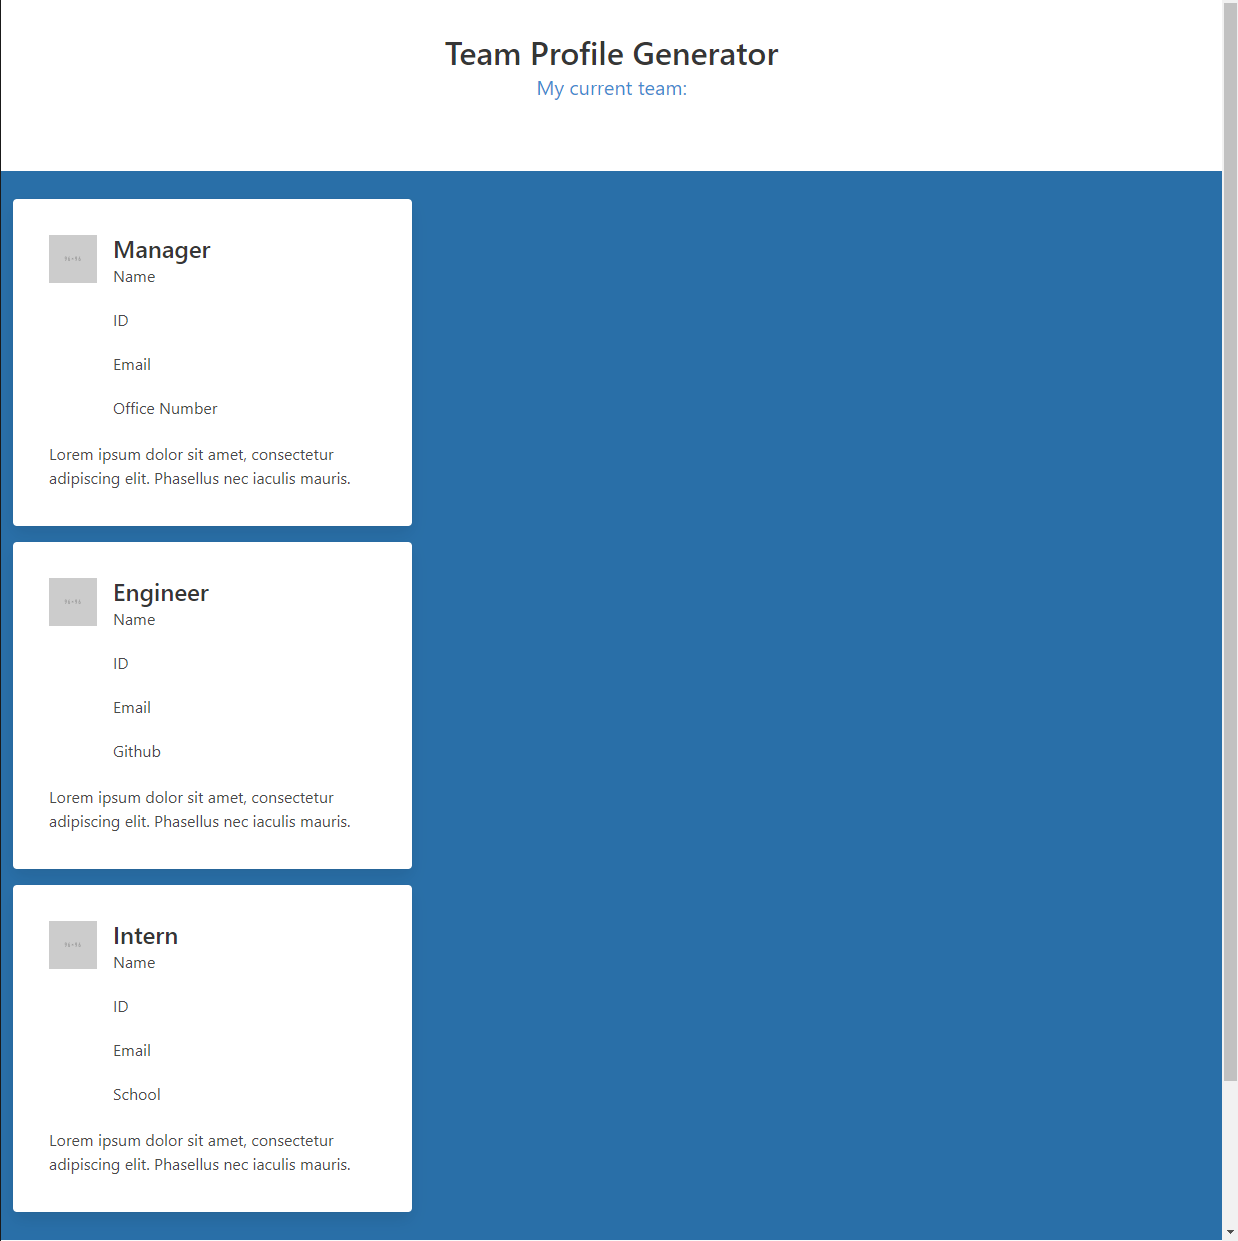 Team Profile Generator
My current team:
Manager
Name
ID
Email
Office Number
Lorem ipsum dolor sit amet, consectetur
adipiscing elit. Phasellus nec iaculis mauris.
Engineer
Name
ID
Email
Github
Lorem ipsum dolor sit amet, consectetur
adipiscing elit. Phasellus nec iaculis mauris.
Intern
Name
ID
Email
School
Lorem ipsum dolor sit amet, consectetur
adipiscing elit. Phasellus nec iaculis mauris.